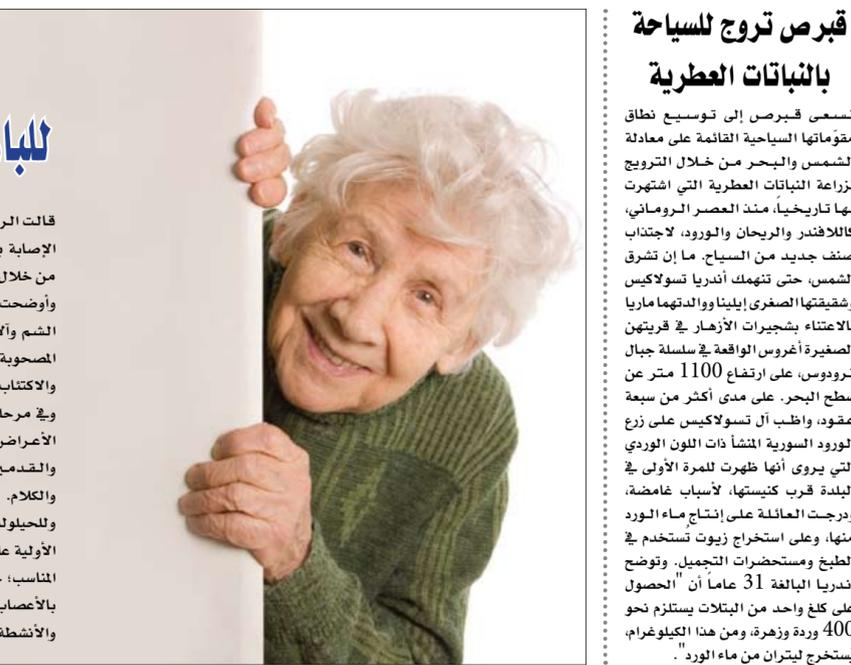 قبرص تروج للسياحة
بالنباتات العطرية
تسعى قبرص إلى توسيع نطاق
مقوّماتها السياحية القائمة على معادلة
الشمس والبحر من خلال الترويج
لزراعة النباتات العطرية التي اشتهرت
بها تاريخياً، منذ العصر الروماني،
كاللافندر والريحان والورود، لاجتذاب
صنف جديد من السياح. ما إن تشرق
الشمس، حتى تنهمك أندريا تسولاكيس
وشقيقتها الصغرى إيلينا ووالدتهما ماريا
بالاعتناء بشجيرات الأزهار في قريتهن
الصغيرة أغروس الواقعة في سلسلة جبال
ترودوس، على ارتفاع 1100 متر عن
سطح البحر. على مدى أكثر من سبعة
عقود، واظب آل تسولاكيس على زرع
الورود السورية المنشأ ذات اللون الوردي
التي يروى أنها ظهرت للمرة الأولى في
البلدة قرب كنيستها، لأسباب غامضة،
ودرجت العائلة على إنتاج ماء الورد
منها، وعلى استخراج زيوت تُستخدم في
الطبخ ومستحضرات التجميل. وتوضح
أندريا البالغة 31 عاماً أن "الحصول
على كلغ واحد من البتلات يستلزم نحو
400 وردة وزهرة، ومن هذا الكيلوغرام،
يستخرج ليتران من ماء الورد".
قالت الر
الإصابة ب
من خلال
وأوضحت
الشم وآلا
المصحوبة
والاكتئاب
وفي مرحل
الأعراض
والقدمي
والكلام.
وللحيلول
الأولية عل
المناسب؛
بالأعصاب
والأنشطة